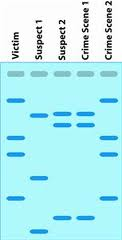 Victim
Suspect 1
Suspect 2
Crime Scene 1
Crime Scene 2